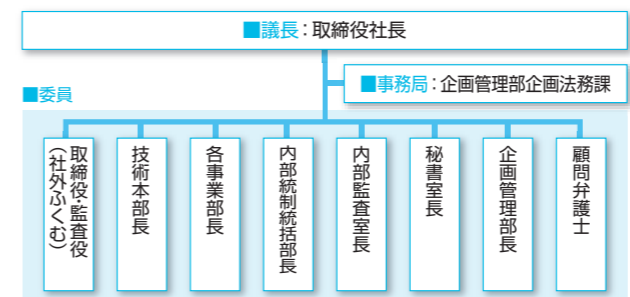 ■議長：取締役社長
■事務局：企画管理部企画法務課
■委員
取締役・監査役
（社外ふくむ）
技術本部長
各事業部長
内部統制統括部長
内部監査室長
秘書室長
企画管理部長
顧問弁護士